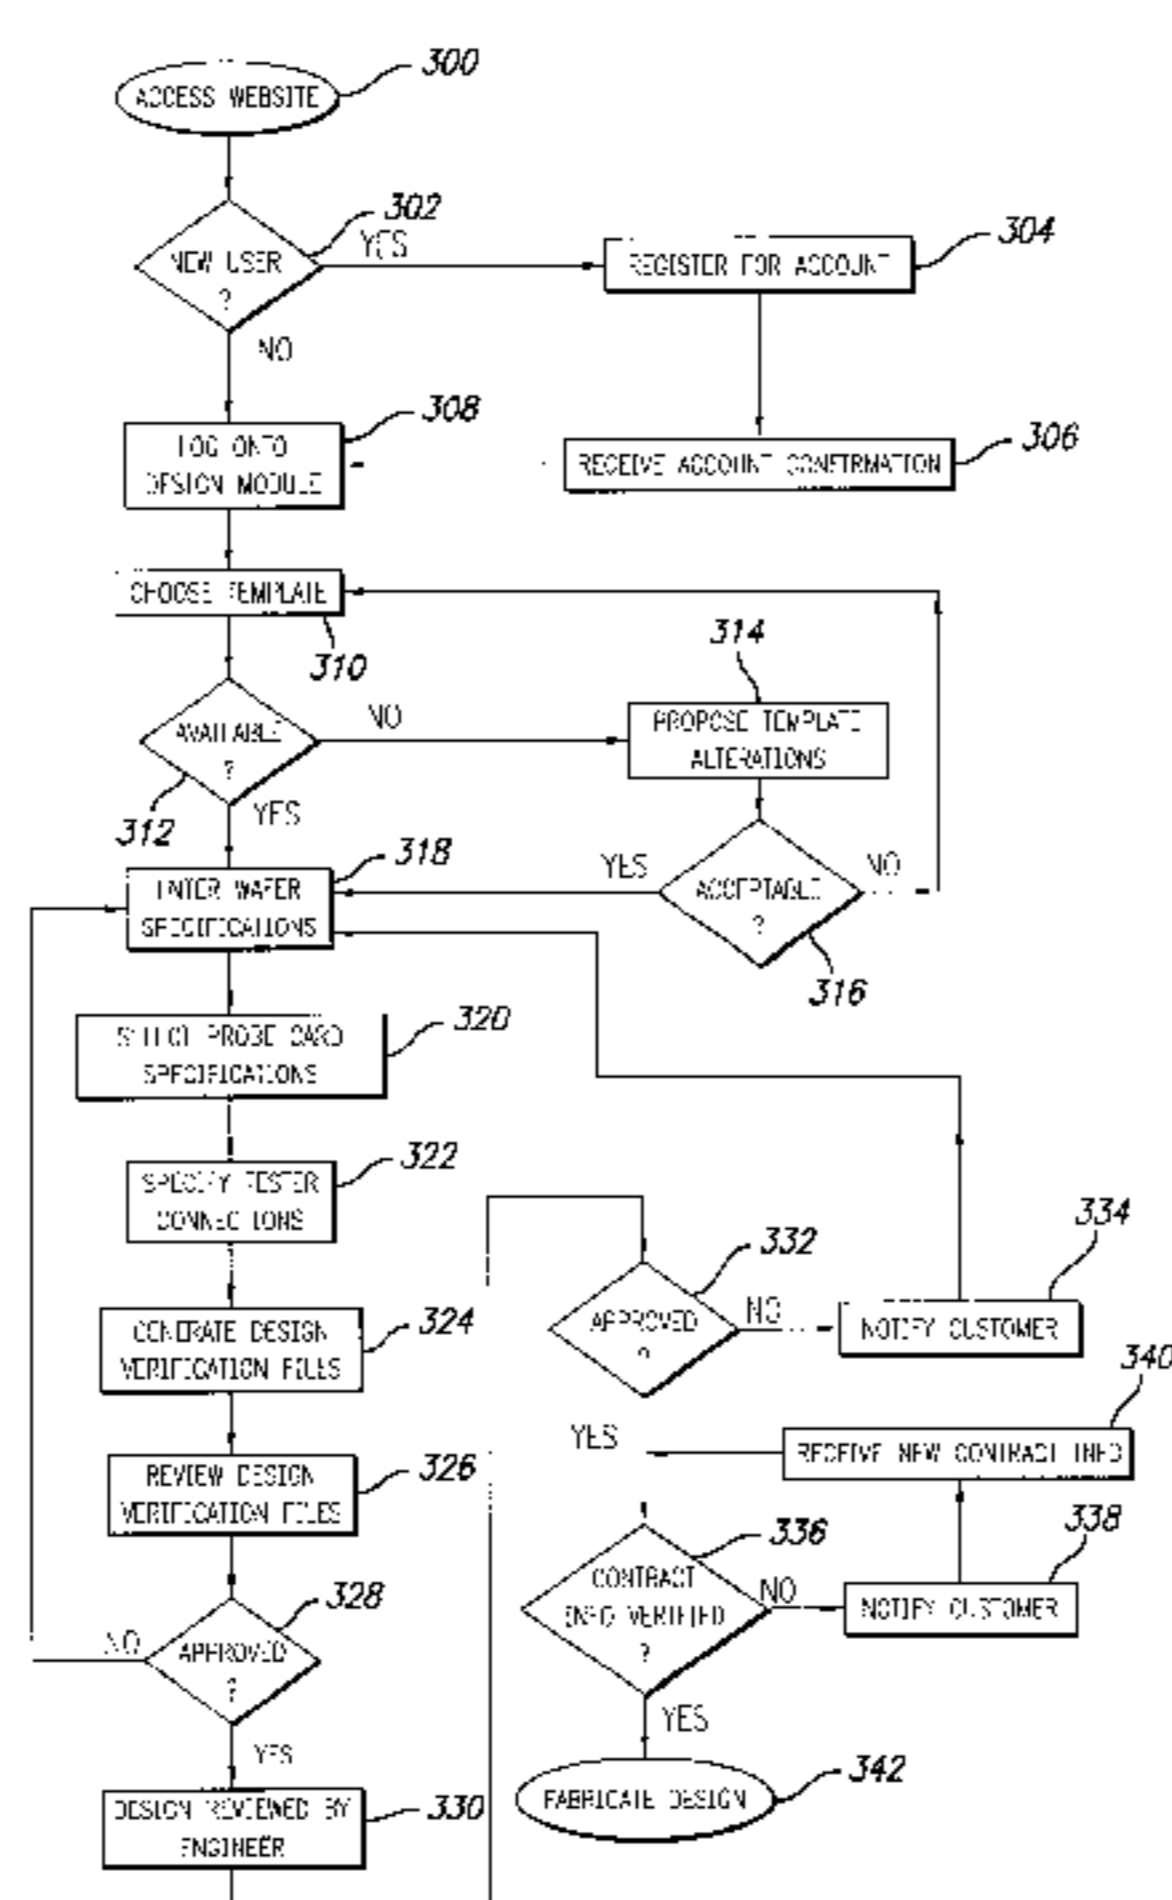 300
ACCESS WEBSITE
302
YES
NEW USER
?
NO
304
REGISTER FOR ACCOUNT
308
LOG ONTO
DESIGN MODULE
306
RECEIVE ACCOUNT CONFIRMATION
CHOOSE TEMPLATE
310
314
PROPOSE TEMPLATE
ALTERATIONS
AVAILABLE
?
NO
312
YES
318
ENTER WAFER
SPECIFICATIONS
YES
ACCEPTABLE
?
NO
316
320
SELECT PROBE CARD
SPECIFICATIONS
322
SPECIFY TESTER
CONNECTIONS
332
APPROVED
?
NO
334
NOTIFY CUSTOMER
324
GENERATE DESIGN
VERIFICATION FILES
340
YES
RECEIVE NEW CONTRACT INFO
326
REVIEW DESIGN
VERIFICATION FILES
336
CONTRACT
INFO VERIFIED
?
NO
338
NOTIFY CUSTOMER
328
NO
APPROVED
?
YES
YES
330
DESIGN REVIEWED BY
ENGINEER
342
FABRICATE DESIGN